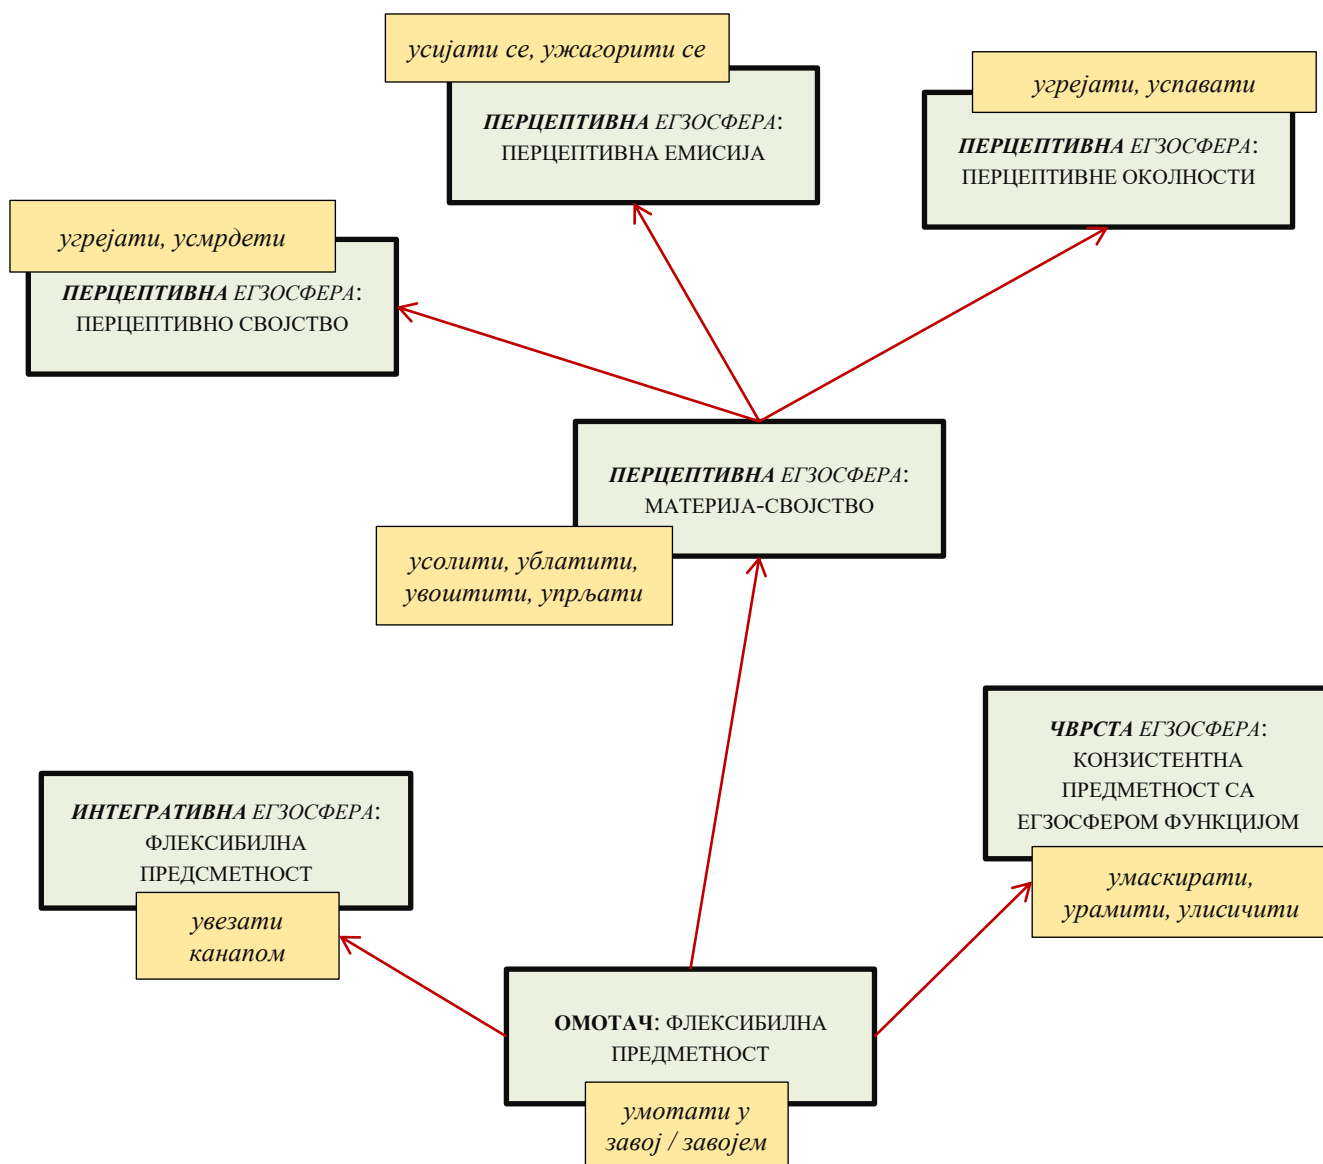 усијати се, ужагорити се
ПЕРЦЕПТИВНА ЕГЗОСФЕРА:
ПЕРЦЕПТИВНА ЕМИСИЈА
угрејати, успавати
ПЕРЦЕПТИВНА ЕГЗОСФЕРА:
ПЕРЦЕПТИВНЕ ОКОЛНОСТИ
угрејати, усмрдети
ПЕРЦЕПТИВНА ЕГЗОСФЕРА:
ПЕРЦЕПТИВНО СВОЈСТВО
ПЕРЦЕПТИВНА ЕГЗОСФЕРА:
МАТЕРИЈА-СВОЈСТВО
усолити, ублатити,
увоштити, упрљати
ИНТЕГРАТИВНА ЕГЗОСФЕРА:
ФЛЕКСИБИЛНА
ПРЕДСМЕТНОСТ
увезати
канапом
ЧВРСТА ЕГЗОСФЕРА:
КОНЗИСТЕНТНА
ПРЕДМЕТНОСТ СА
ЕГЗОСФЕРОМ ФУНКЦИЈОМ
умаскирати,
урамити, улисичити
ОМОТАЧ: ФЛЕКСИБИЛНА
ПРЕДМЕТНОСТ
умотати у
завој / завојем